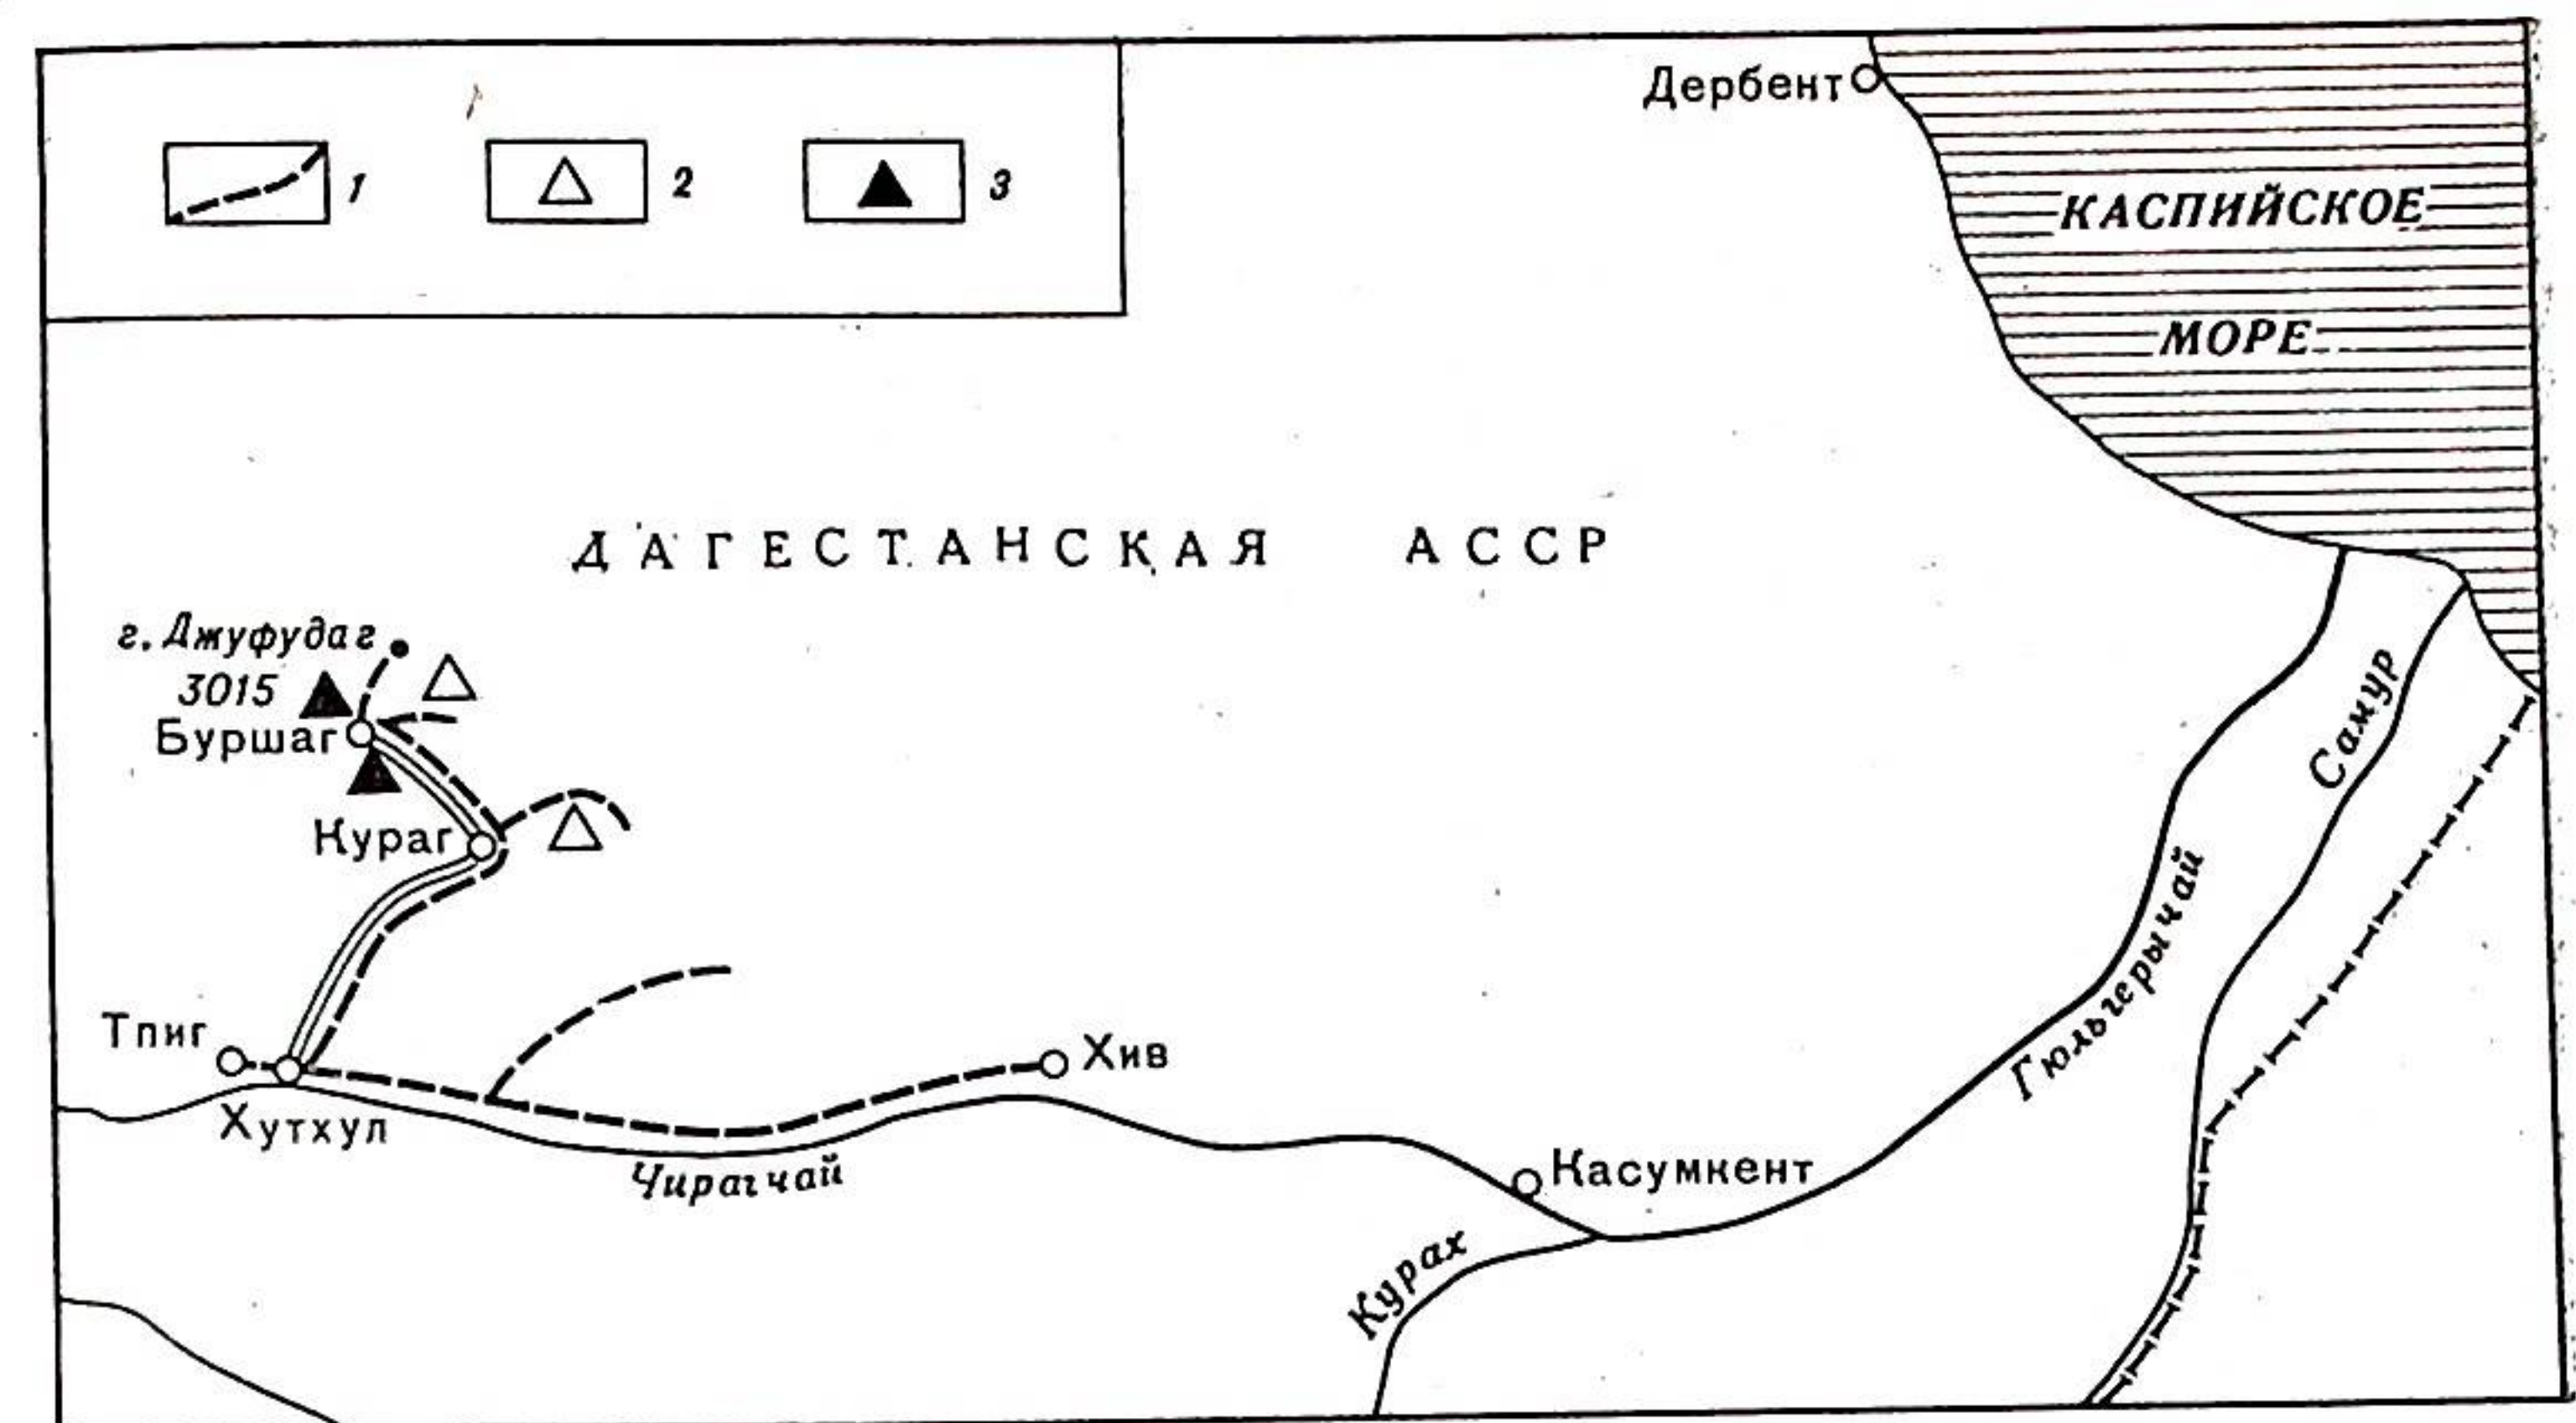 Дербент
1 2 3
КАСПИЙСКОЕ
МОРЕ
ДАГЕСТАНСКАЯ АССР
г. Джуфудаг
3015
Буршаг
Кураг
Самур
Гюльгерычай
Тпиг
Хив
Хутхул
Чирагчай
Касумкент
Курах